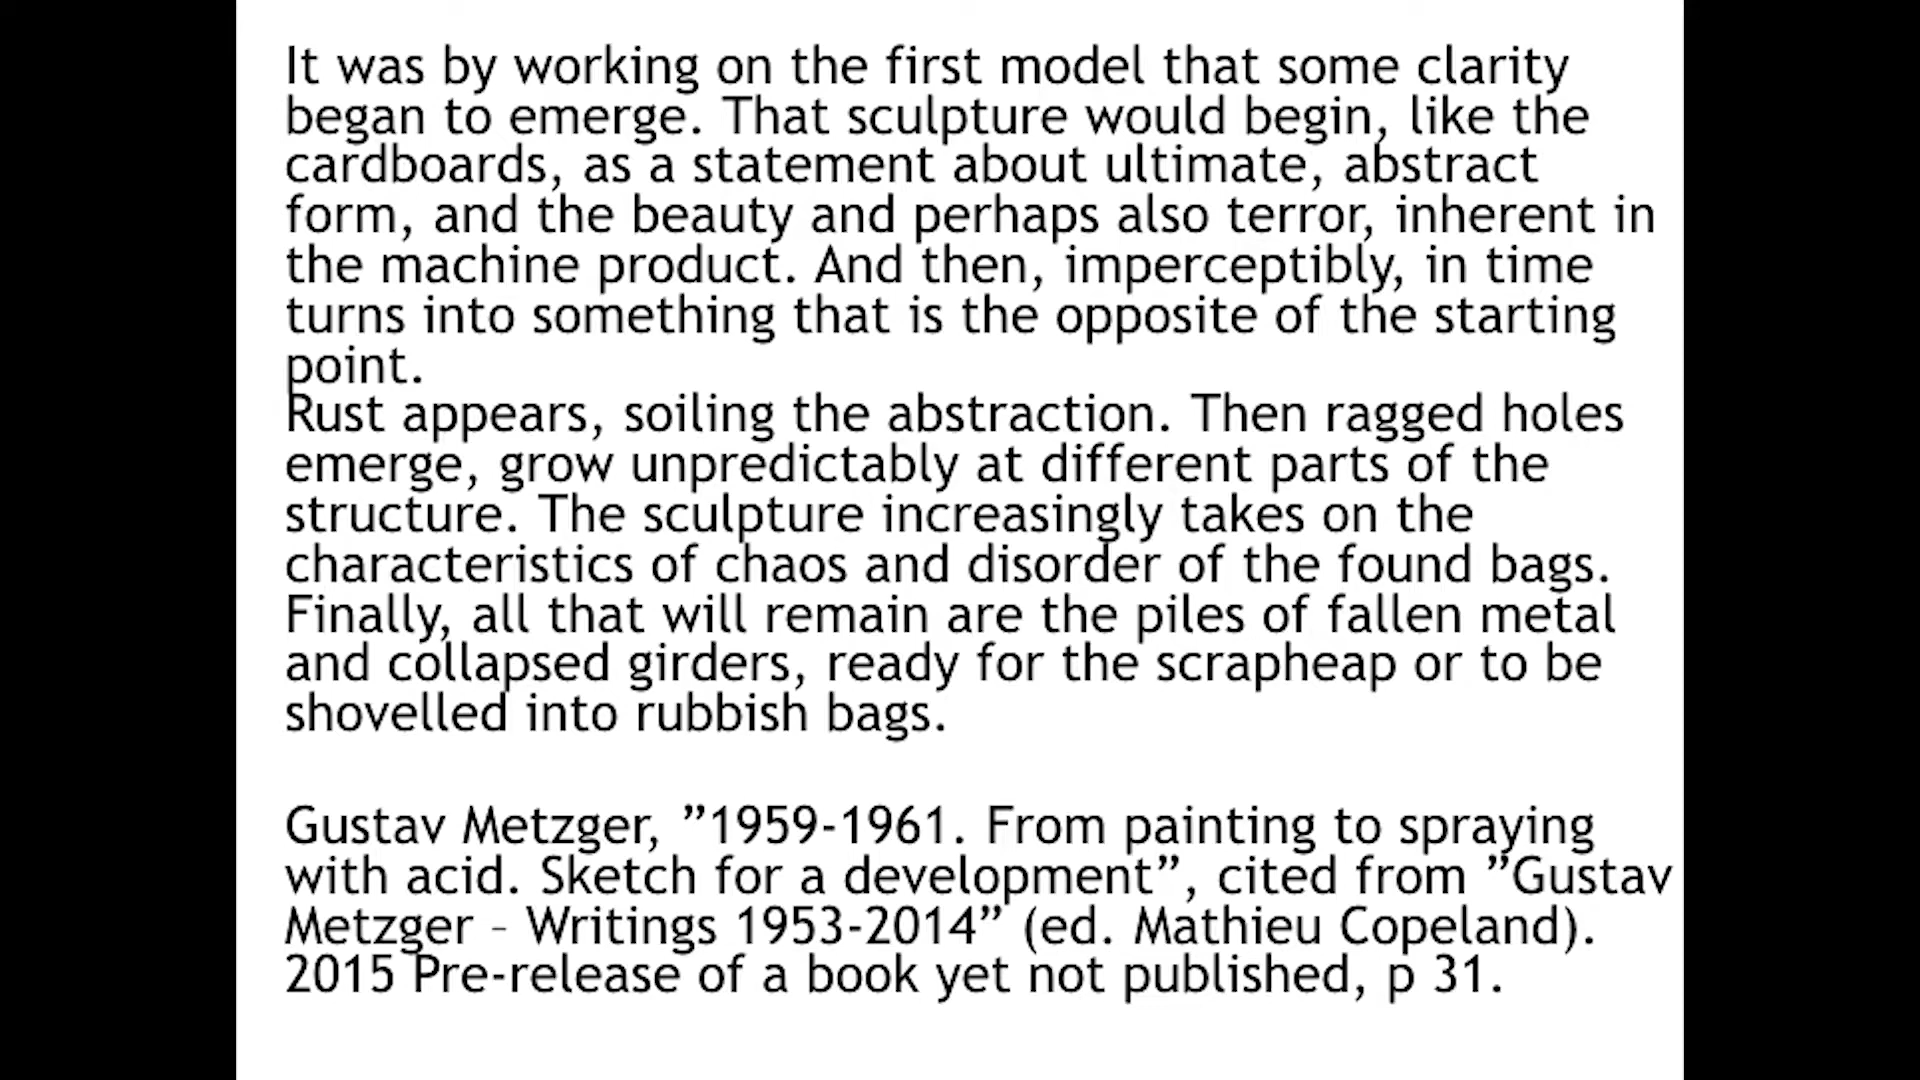 It was by working on the first model that some clarity
began to emerge. That sculpture would begin, like the
cardboards, as a statement about ultimate, abstract
form, and the beauty and perhaps also terror, inherent in
the machine product. And then, imperceptibly, in time
turns into something that is the opposite of the starting
point.
Rust appears, soiling the abstraction. Then ragged holes
emerge, grow unpredictably at different parts of the
structure. The sculpture increasingly takes on the
characteristics of chaos and disorder of the found bags.
Finally, all that will remain are the piles of fallen metal
and collapsed girders, ready for the scrapheap or to be
shovelled into rubbish bags.
Gustav Metzger, ”1959-1961. From painting to spraying
with acid. Sketch for a development”, cited from ”Gustav
Metzger – Writings 1953-2014” (ed. Mathieu Copeland).
2015 Pre-release of a book yet not published, p 31.